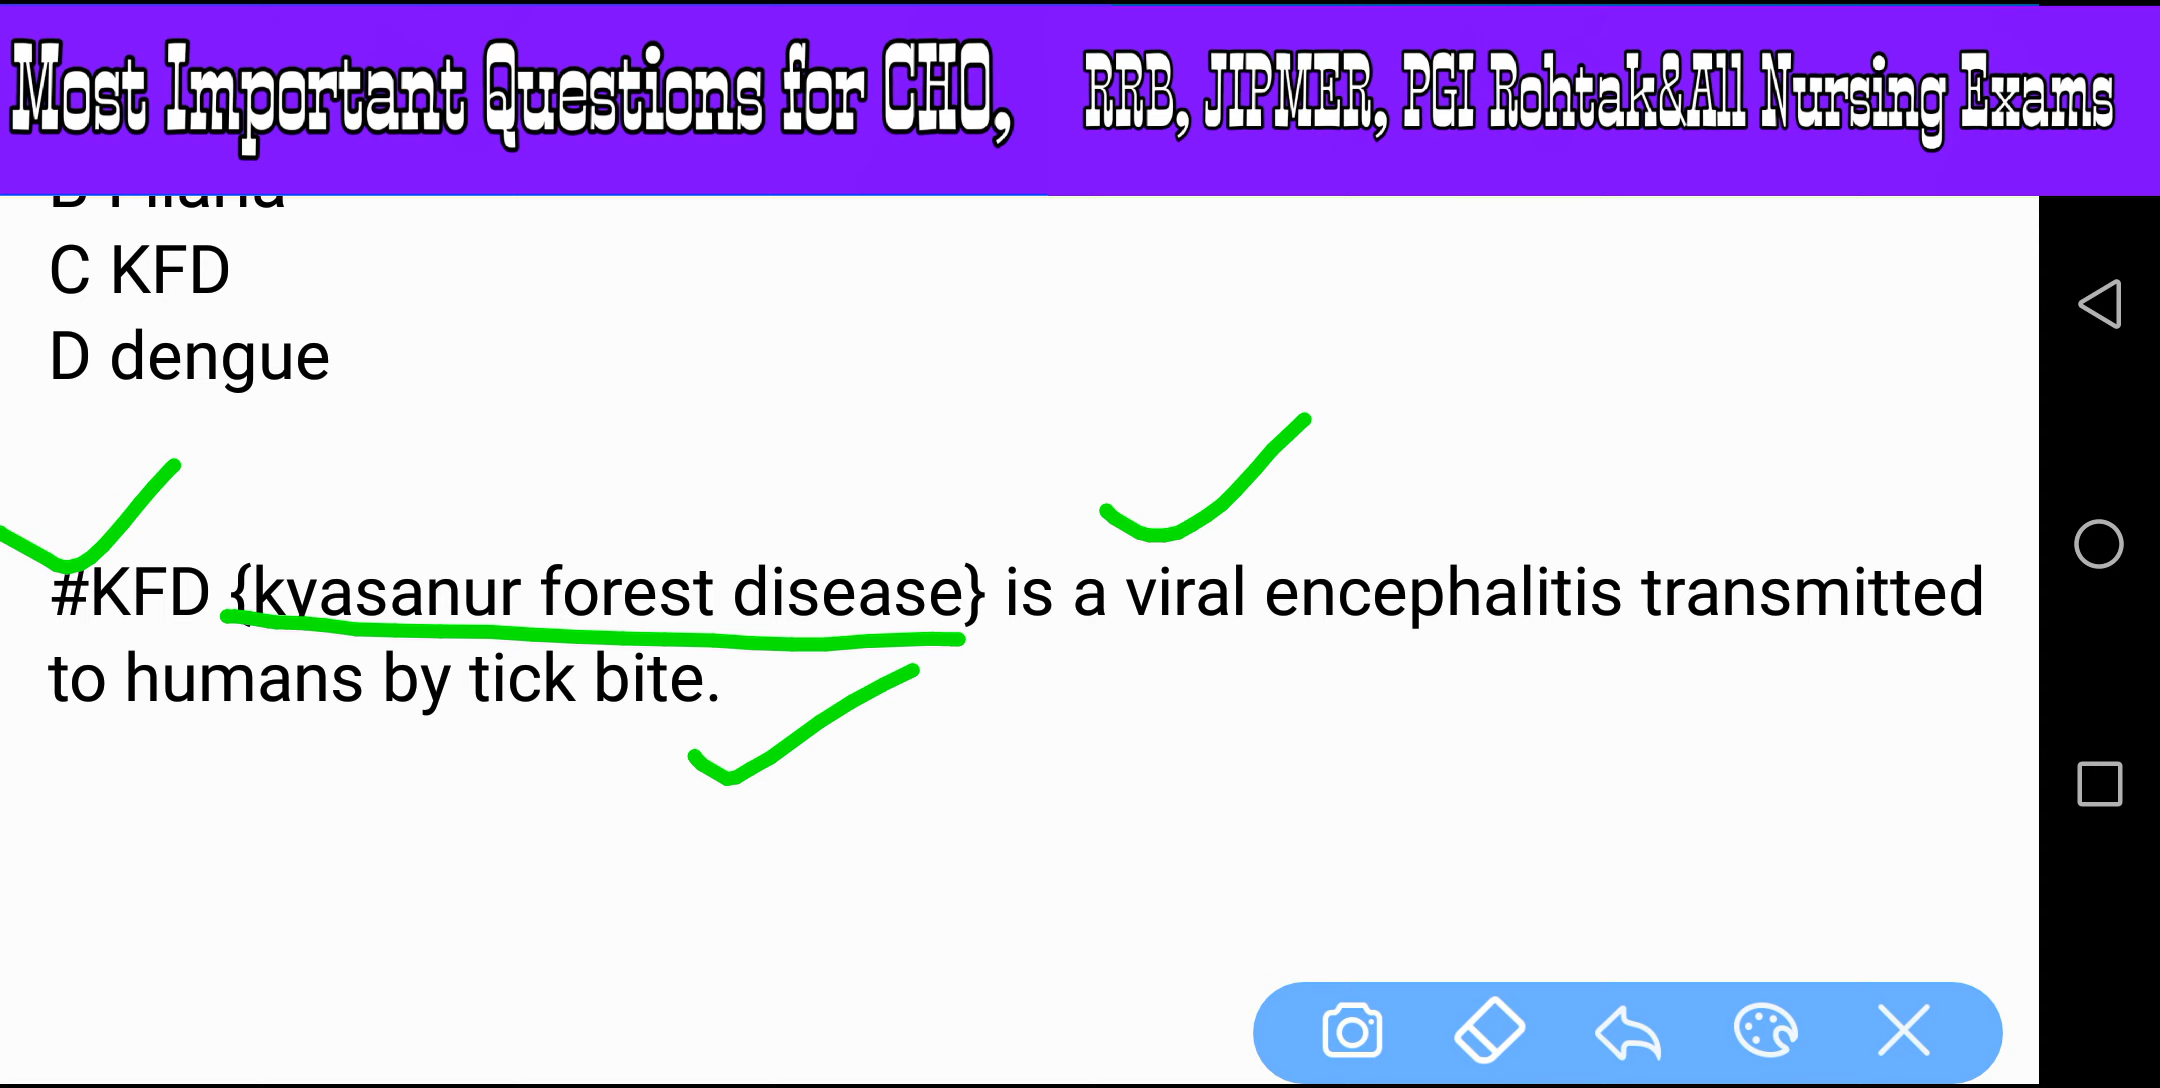 Most Important Questions for CHO, RRB, JIPMER, PGI Rohtak&All Nursing Exams
B Filaria
C KFD
D dengue
#KFD {kyasanur forest disease} is a viral encephalitis transmitted
to humans by tick bite.